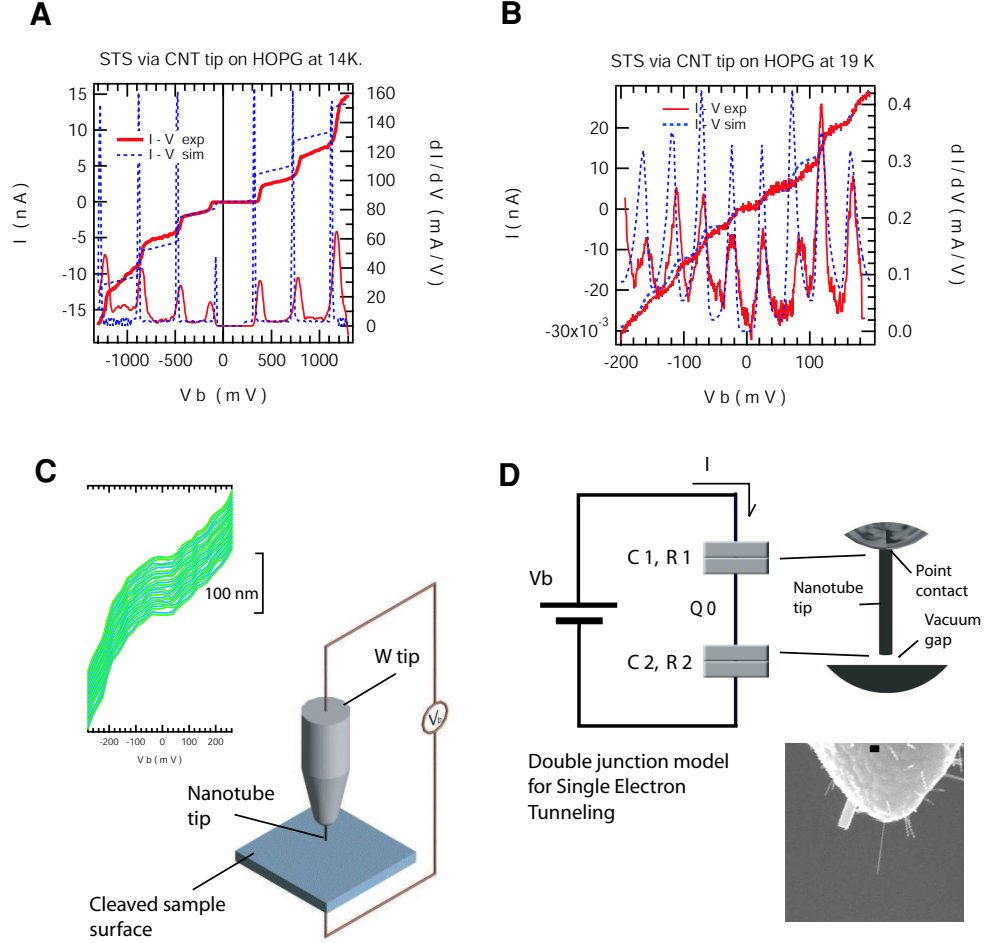 A
STS via CNT tip on HOPG at 14K.
15
10
5
0
-5
-10
-15
I ( n A )
160
140
120
100
80
60
40
20
0
d I / d V ( m A / V )
I - V exp
I - V sim
-1000
-500
0
500
1000
V b ( m V )
B
STS via CNT tip on HOPG at 19 K
20
10
0
-10
-20
-30x10-3
I ( n A )
0.4
0.3
0.2
0.1
0.0
d I / d V ( m A / V )
I - V exp
I - V sim
-200
-100
0
100
V b ( m V )
C
100 nm
-200
-100
0
100
200
V b ( m V )
W tip
Nanotube
tip
Cleaved sample
surface
D
I
Vb
C 1, R 1
Q 0
C 2, R 2
Point
contact
Nanotube
tip
Vacuum
gap
Double junction model
for Single Electron
Tunneling